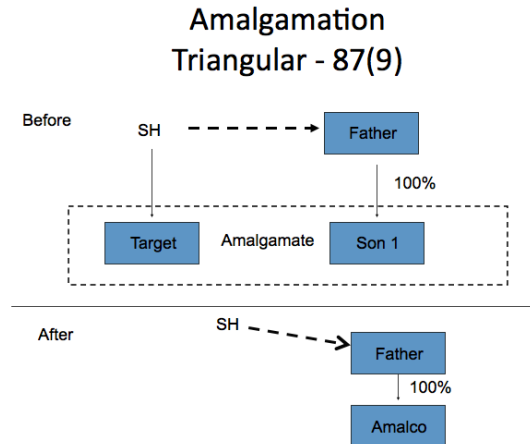 Amalgamation
Triangular - 87(9)
Before
SH
Father
100%
Target
Amalgamate
Son 1
After
SH
Father
100%
Amalco